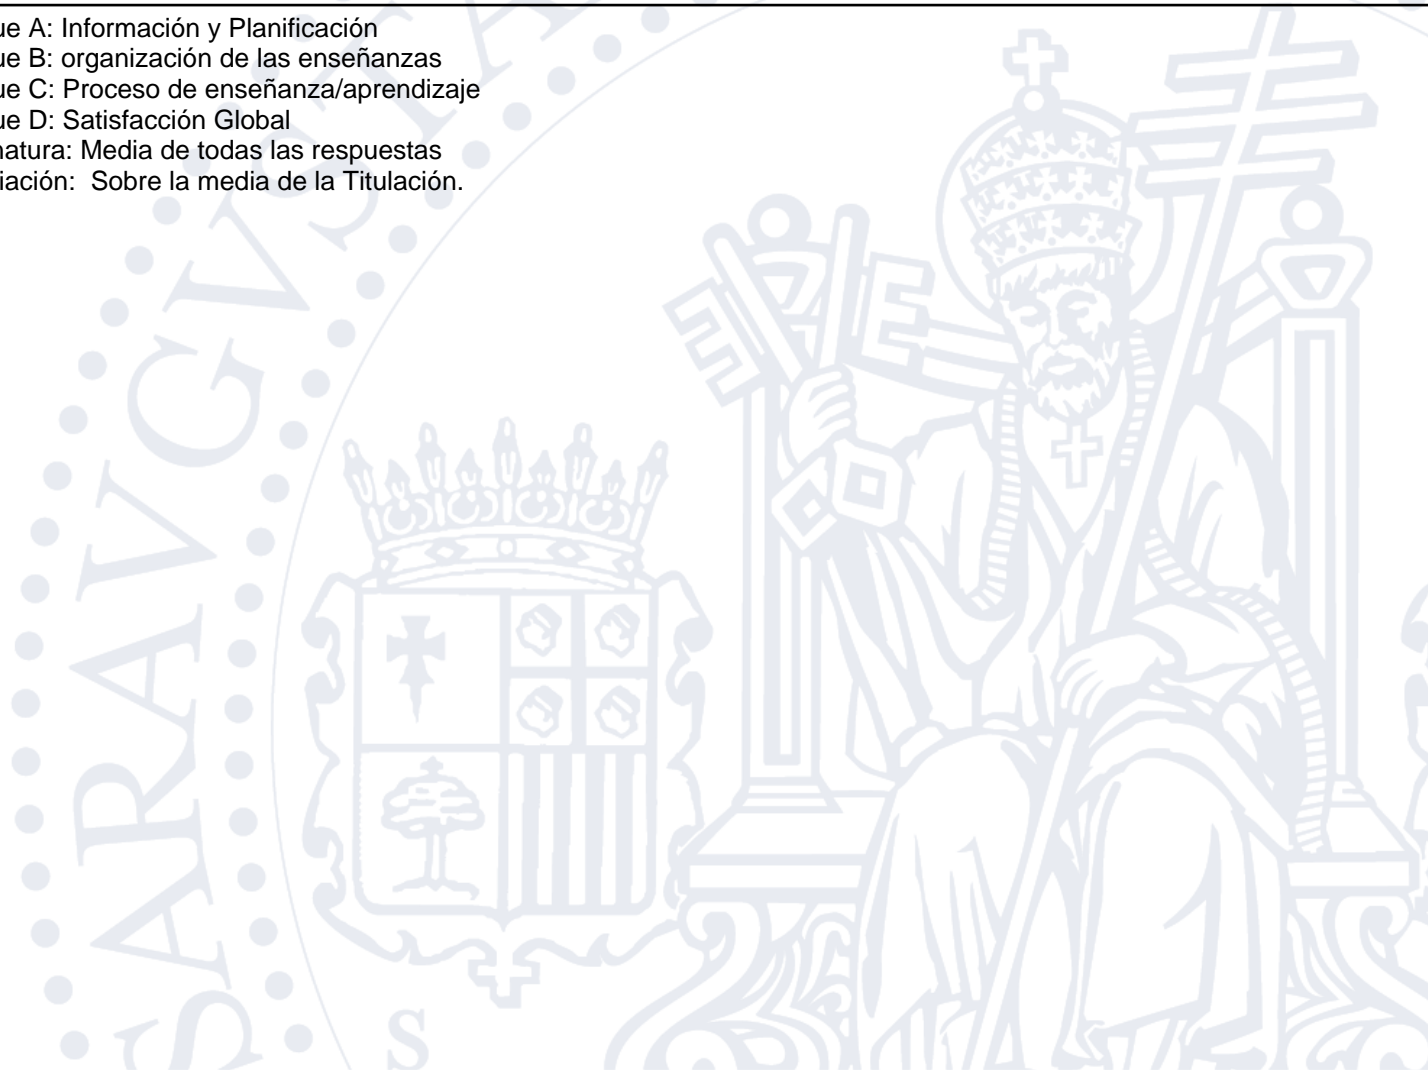 ue A: Información y Planificación
ue B: organización de las enseñanzas
ue C: Proceso de enseñanza/aprendizaje
ue D: Satisfacción Global
natura: Media de todas las respuestas
iación: Sobre la media de la Titulación.
SARAVGVSTA
S